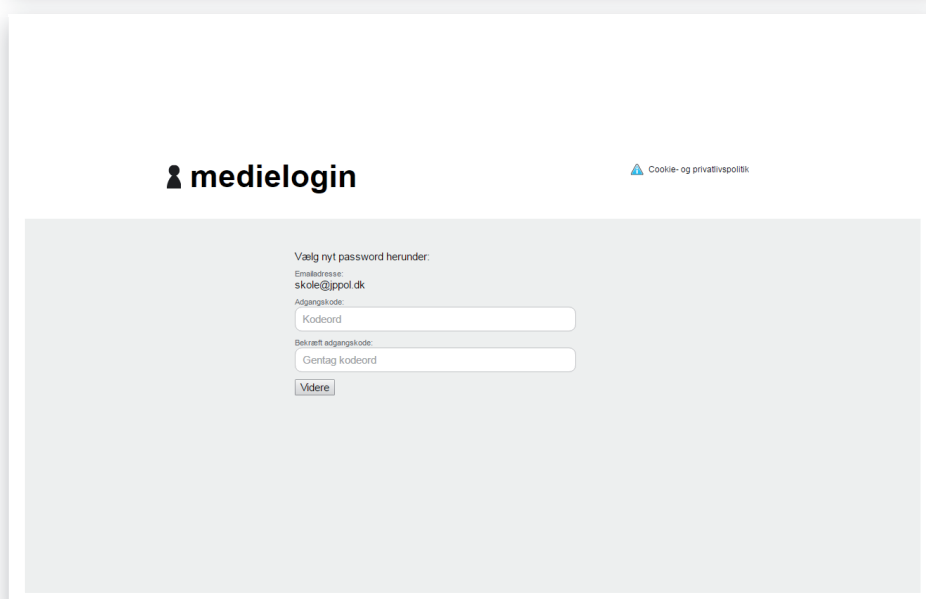 medielogin
Cookie- og privatlivspolitik
Vælg nyt password herunder:
Emailadresse:
skole@jppol.dk
Adgangskode:
Kodeord
Bekræft adgangskode:
Gentag kodeord
Videre